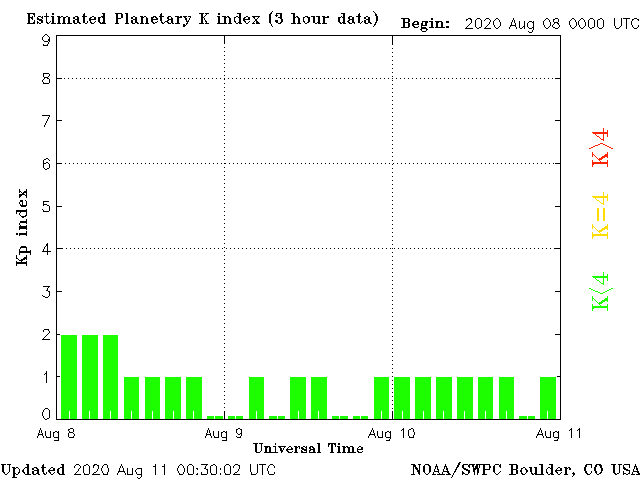 Estimated Planetary K index (3 hour data)
Begin: 2020 Aug 08 0000 UTC
9
8
7
6
5
4
3
2
1
0
Kp index
K>4
K=4
K<4
Aug 8
Aug 9
Aug 10
Aug 11
Universal Time
Updated 2020 Aug 11 00:30:02 UTC
NOAA/SWPC Boulder, CO USA